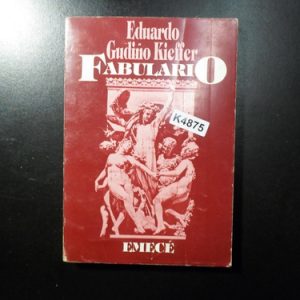 Eduardo
Gudiño Kieffer
FABULARIO
K4875
EMECÉ